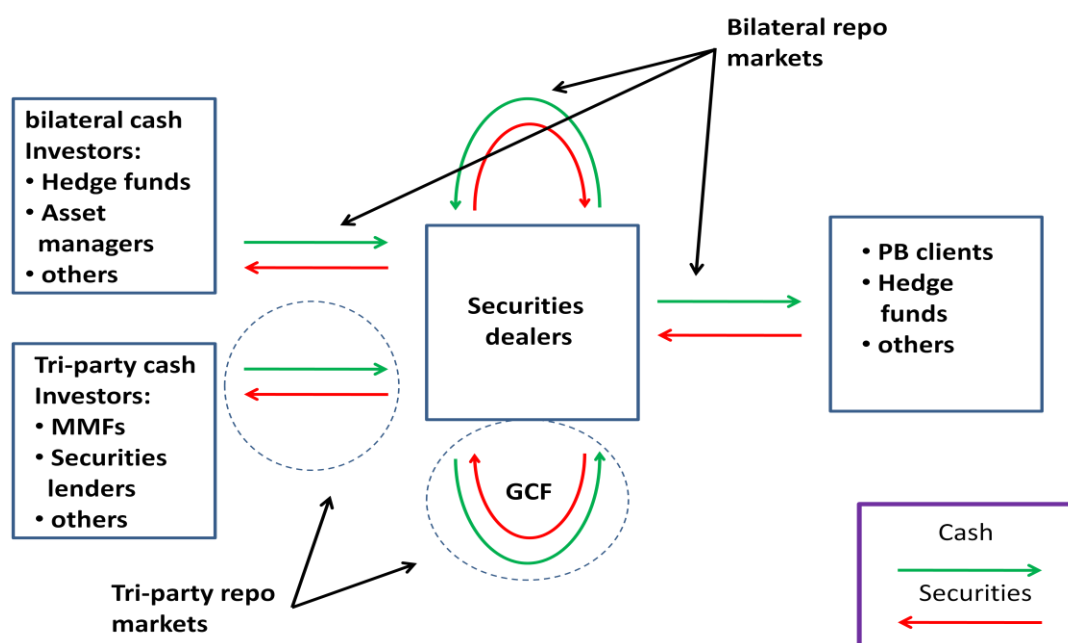 Bilateral repo
markets
bilateral cash
Investors:
• Hedge funds
• Asset
managers
• others
Securities
dealers
• PB clients
• Hedge
funds
• others
Tri-party cash
Investors:
• MMFs
• Securities
lenders
• others
GCF
Tri-party repo
markets
Cash
Securities